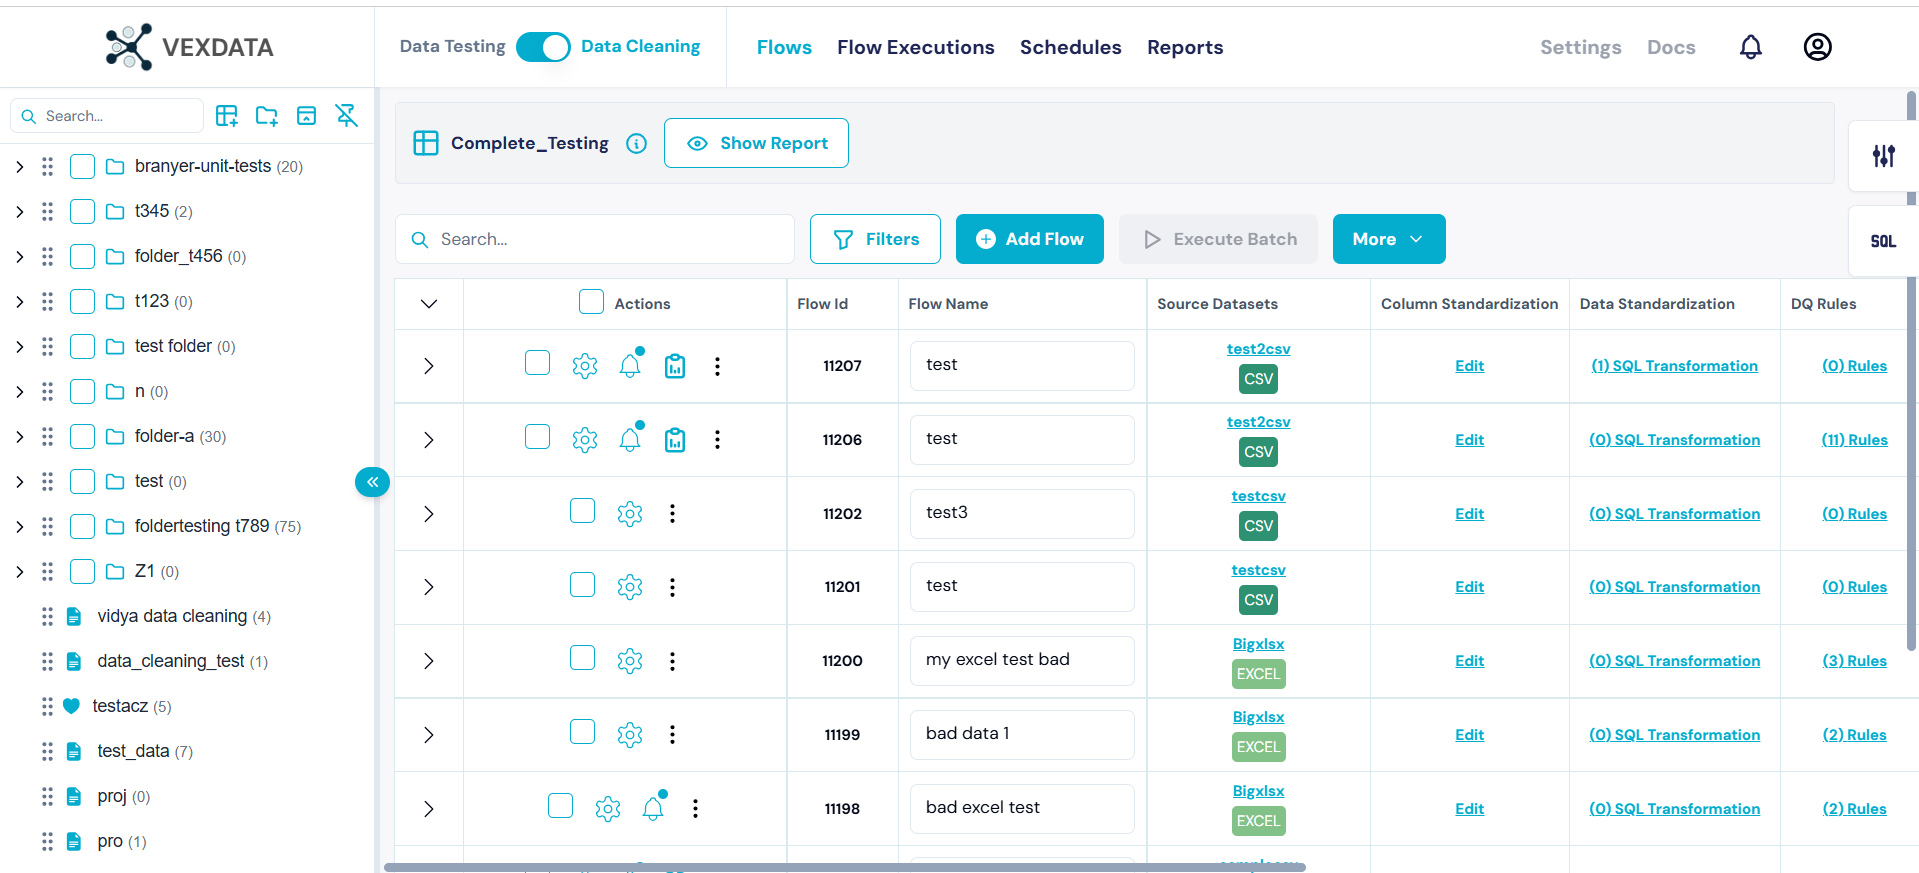 VEXDATA
Data Testing
Data Cleaning
Flows
Flow Executions
Schedules
Reports
Settings
Docs
Search...
branyer-unit-tests (20)
t345 (2)
folder_t456 (0)
t123 (0)
test folder (0)
n (0)
folder-a (30)
test (0)
foldertesting t789 (75)
Z1 (0)
vidya data cleaning (4)
data_cleaning_test (1)
testacz (5)
test_data (7)
proj (0)
pro (1)
Complete_Testing
Show Report
SQL
Search...
Filters
Add Flow
Execute Batch
More
Actions
Flow Id
Flow Name
Source Datasets
Column Standardization
Data Standardization
DQ Rules
11207
test
test2csv
CSV
Edit
(1) SQL Transformation
(0) Rules
11206
test
test2csv
CSV
Edit
(0) SQL Transformation
(11) Rules
11202
test3
testcsv
CSV
Edit
(0) SQL Transformation
(0) Rules
11201
test
testcsv
CSV
Edit
(0) SQL Transformation
(0) Rules
11200
my excel test bad
Bigxlsx
EXCEL
Edit
(0) SQL Transformation
(3) Rules
11199
bad data 1
Bigxlsx
EXCEL
Edit
(0) SQL Transformation
(2) Rules
11198
bad excel test
Bigxlsx
EXCEL
Edit
(0) SQL Transformation
(2) Rules